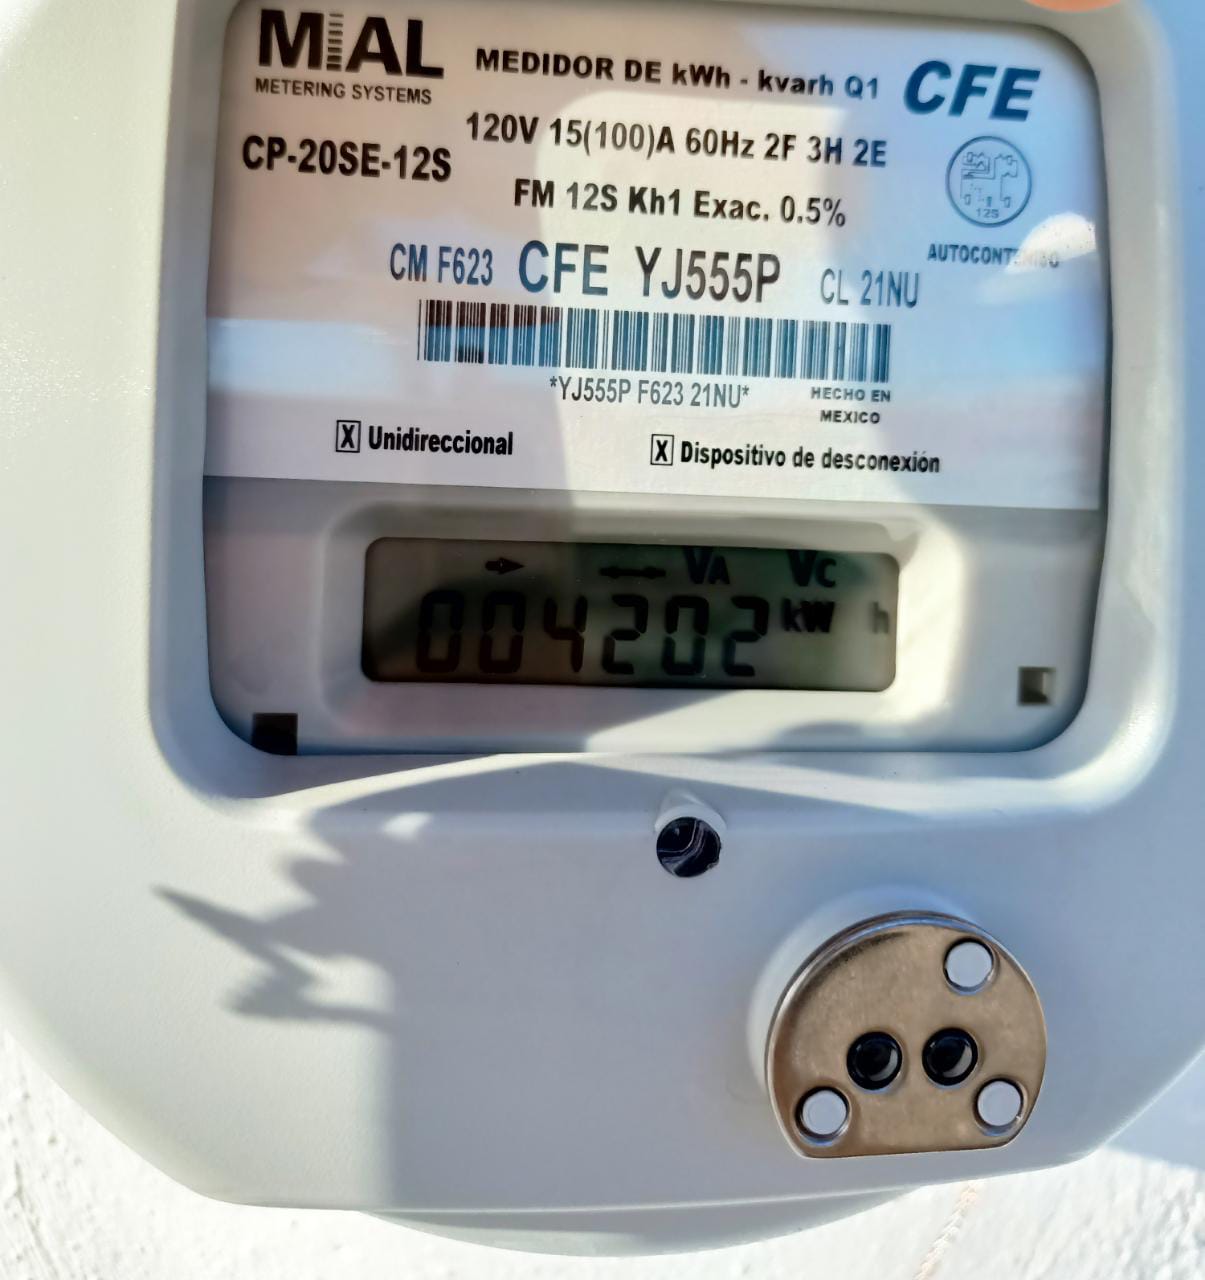 MIAL
METERING SYSTEMS
MEDIDOR DE kWh - kvarh Q1
CFE
CP-20SE-12S
120V 15(100)A 60Hz 2F 3H 2E
FM 12S Kh1 Exac. 0.5%
12S
AUTOCONTENIDO
CM F623 CFE YJ555P CL 21NU
*YJ555P F623 21NU*
HECHO EN
MEXICO
X Unidireccional
X Dispositivo de desconexión
VA VC
004202 kW h